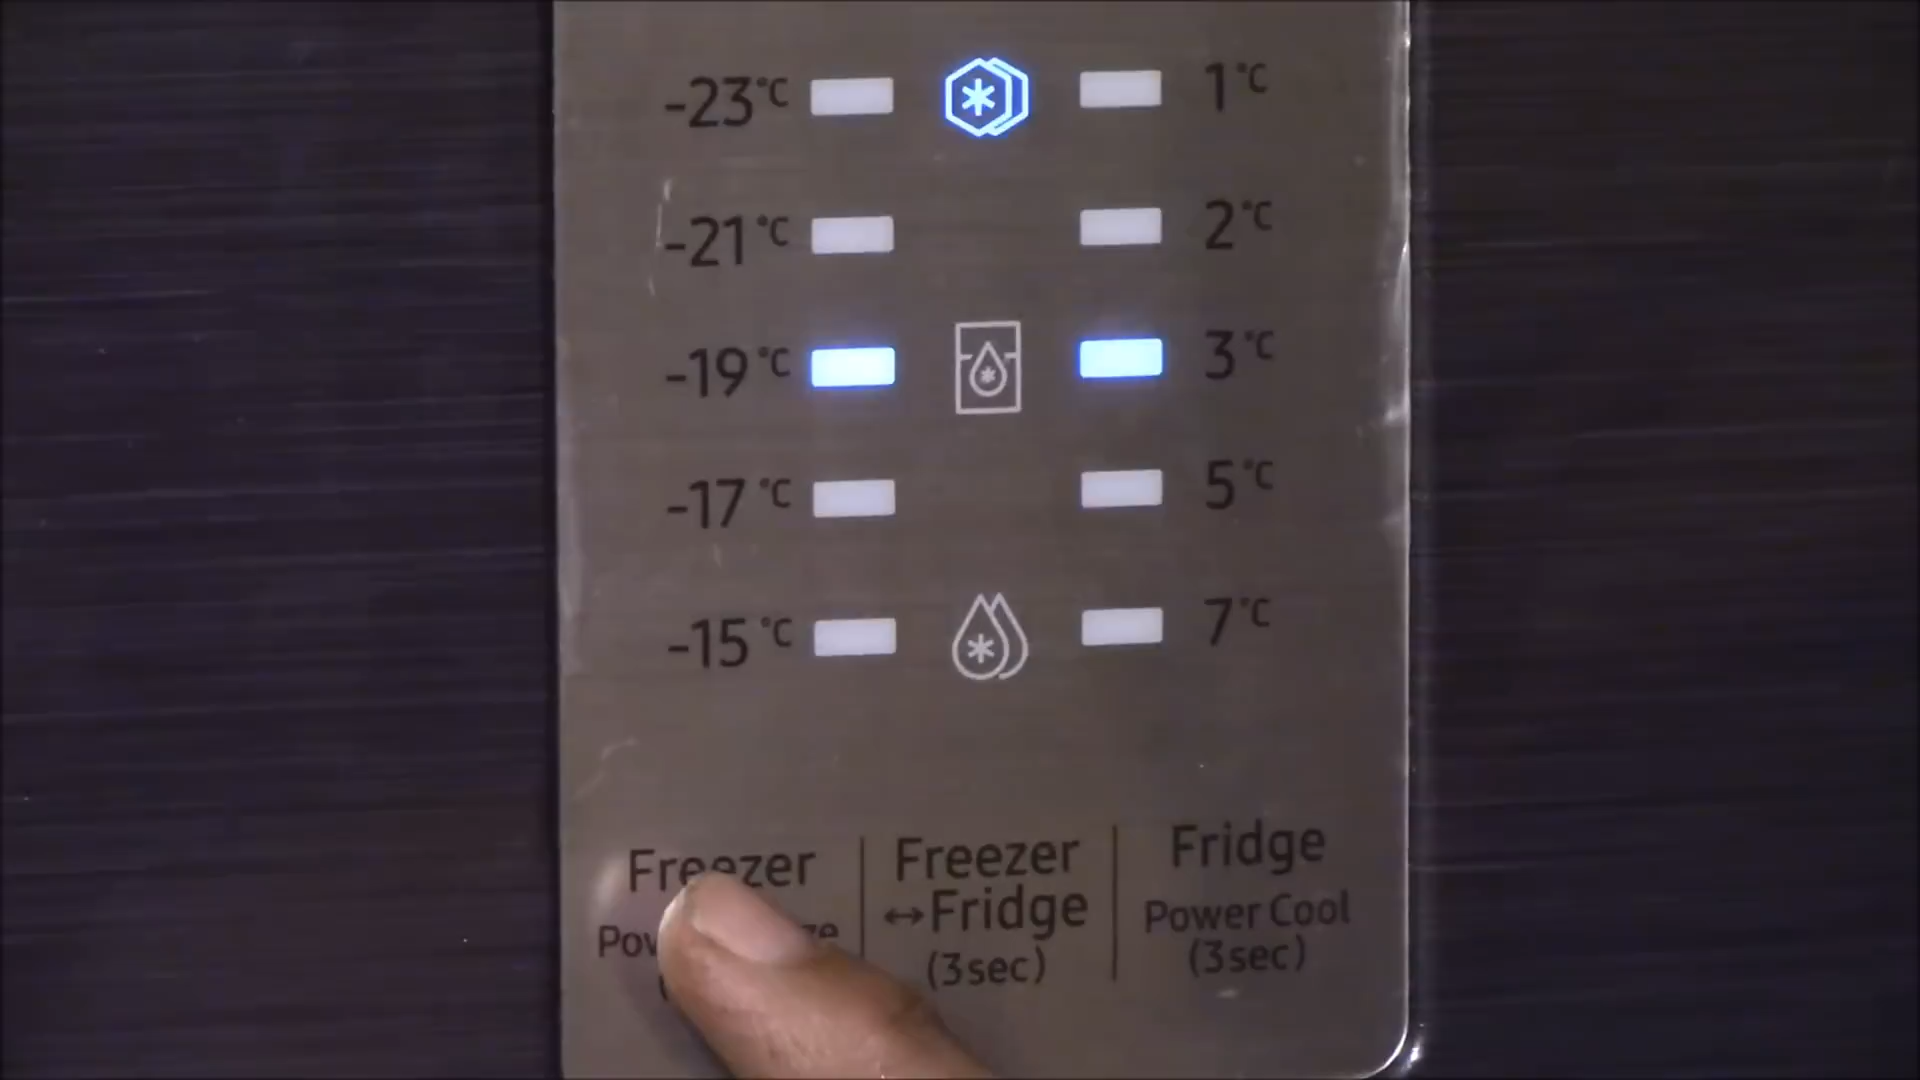 -23°C 1°C
-21°C 2°C
-19°C 3°C
-17°C 5°C
-15°C 7°C
Freezer
Freezer
↔Fridge
(3sec)
Fridge
Power Cool
(3sec)